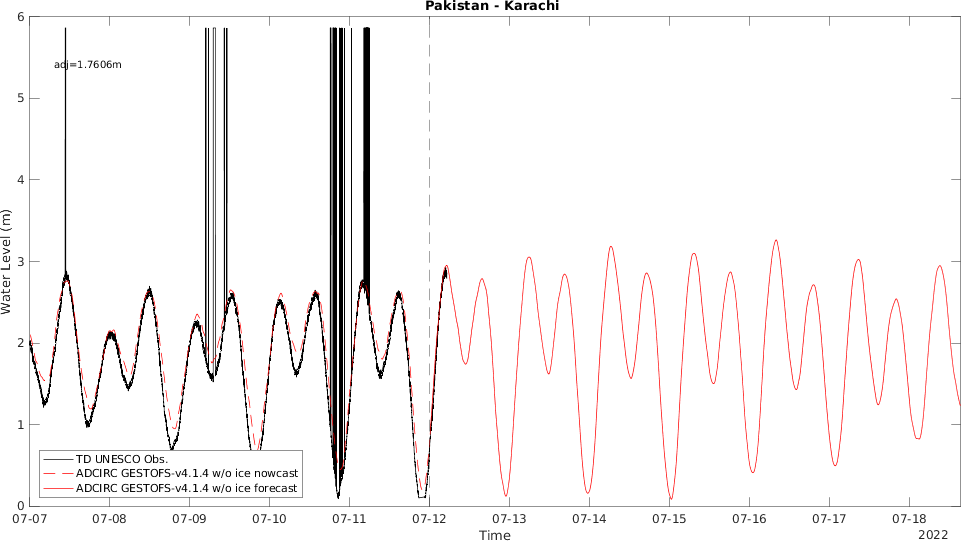 Pakistan - Karachi
adj=1.7606m
Water Level (m)
6
5
4
3
2
1
0
TD UNESCO Obs.
ADCIRC GESTOFS-v4.1.4 w/o ice nowcast
ADCIRC GESTOFS-v4.1.4 w/o ice forecast
07-07 07-08 07-09 07-10 07-11 07-12 07-13 07-14 07-15 07-16 07-17 07-18
Time
2022